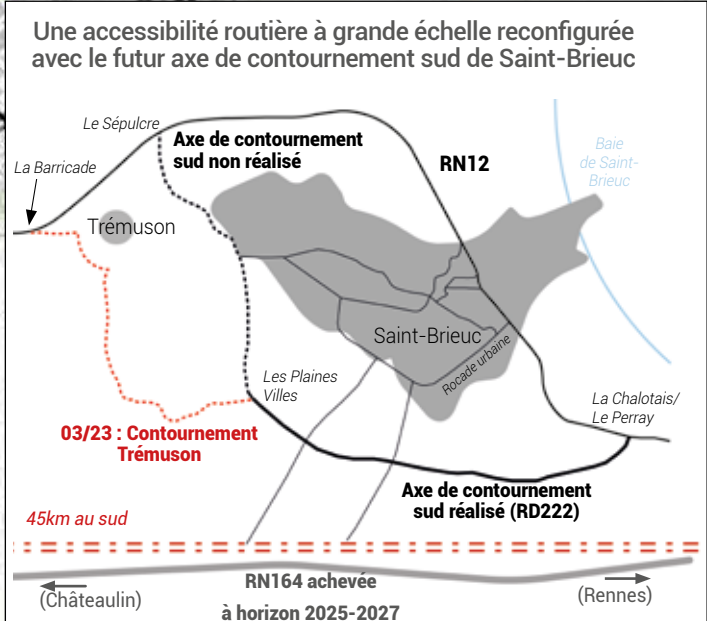 Une accessibilité routière à grande échelle reconfigurée
avec le futur axe de contournement sud de Saint-Brieuc
Le Sépulcre
Axe de contournement
sud non réalisé
RN12
Baie
de Saint-
Brieuc
La Barricade
Trémuson
Saint-Brieuc
Rocade urbaine
Les Plaines
Villes
La Chalotais/
Le Perray
03/23 : Contournement
Trémuson
Axe de contournement
sud réalisé (RD222)
45km au sud
RN164 achevée
à horizon 2025-2027
(Châteaulin)
(Rennes)